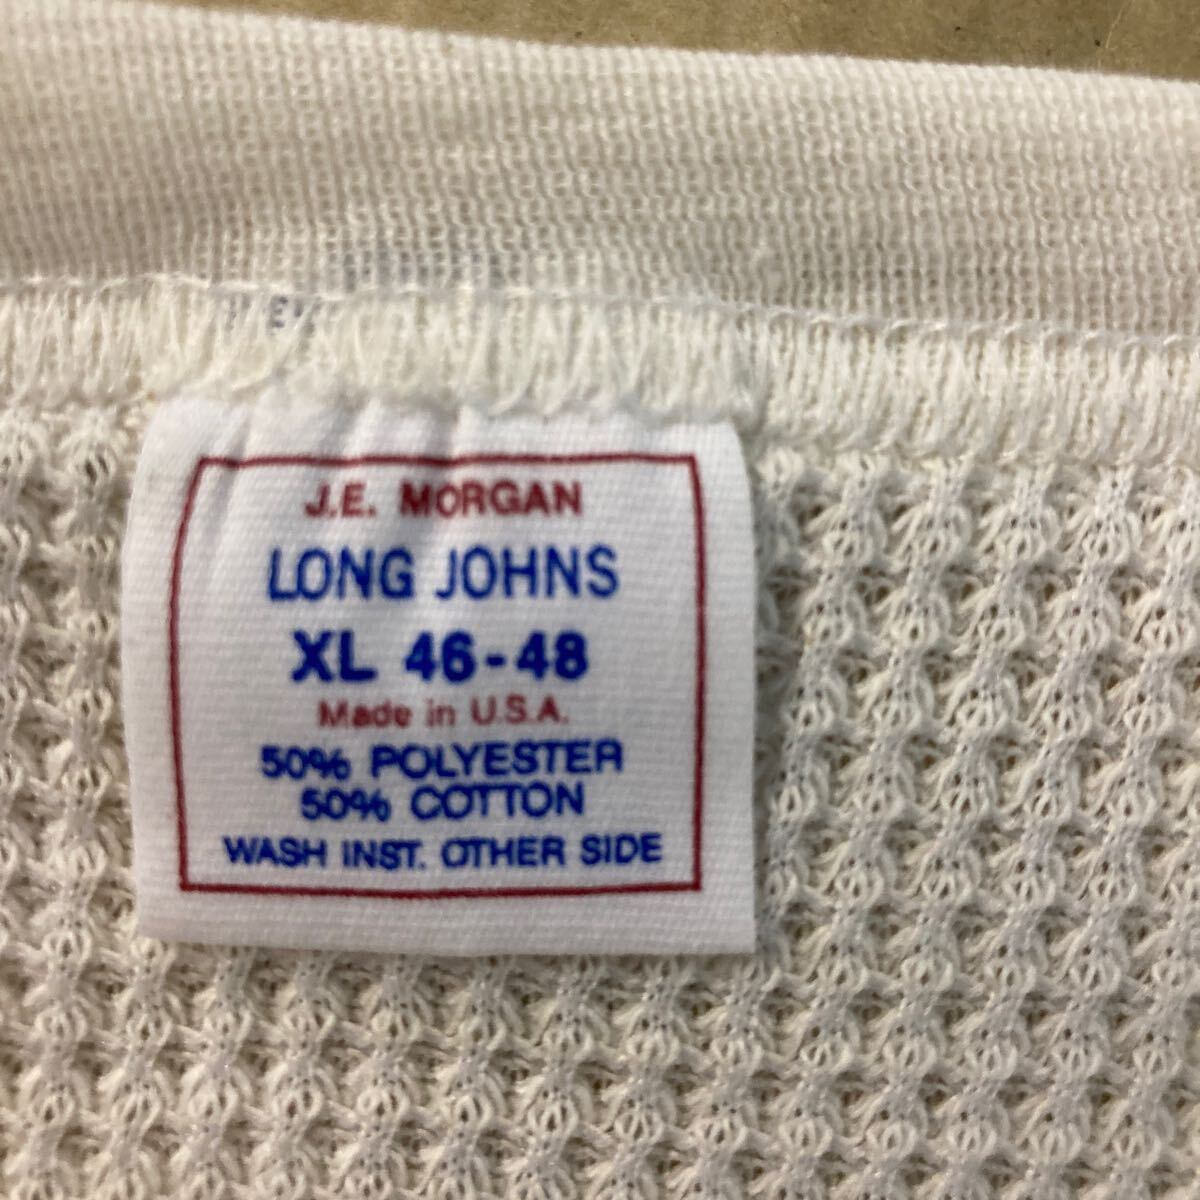 J.E. MORGAN
LONG JOHNS
XL 46-48
Made in U.S.A.
50% POLYESTER
50% COTTON
WASH INST. OTHER SIDE